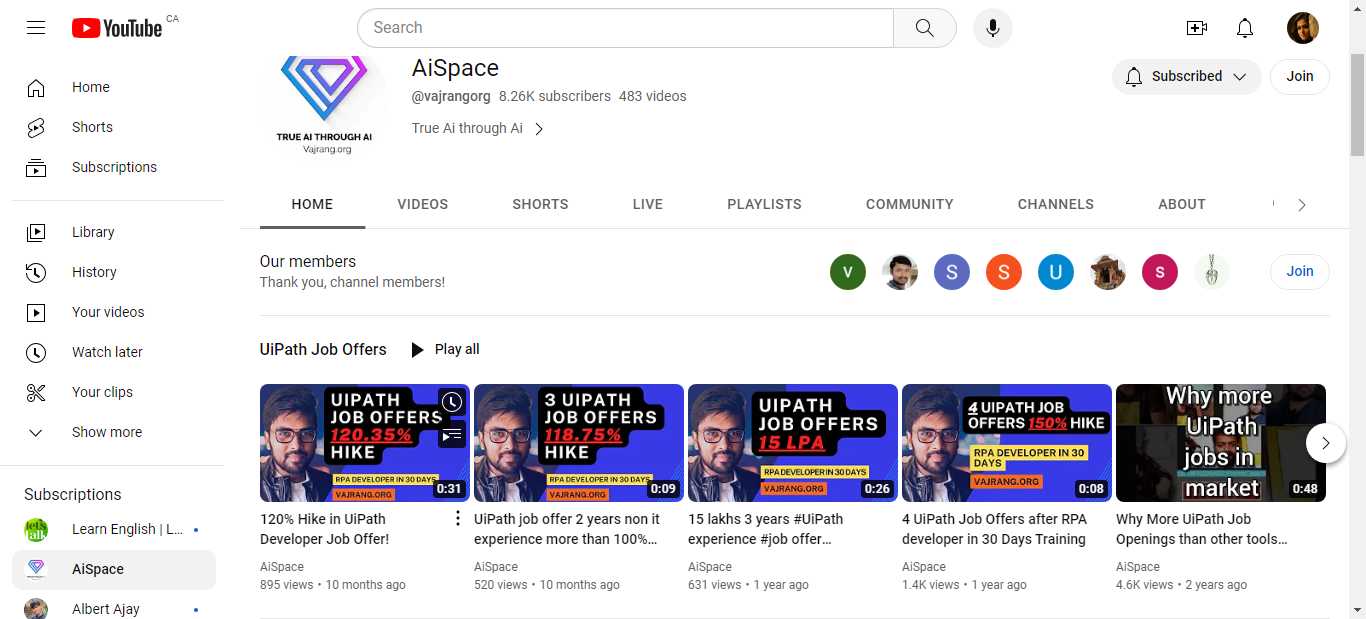 YouTube CA
Search
Home
Shorts
Subscriptions
Library
History
Your videos
Watch later
Your clips
Show more
Subscriptions
Learn English | L...
AiSpace
Albert Ajay
TRUE AI THROUGH AI
Vajrang.org
AiSpace
@vajrangorg 8.26K subscribers 483 videos
True Ai through Ai
Subscribed
Join
HOME VIDEOS SHORTS LIVE PLAYLISTS COMMUNITY CHANNELS ABOUT
Our members
Thank you, channel members!
V S S U S
Join
UiPath Job Offers Play all
UIPATH
JOB OFFERS
120.35%
HIKE
RPA DEVELOPER IN 30 DAYS
VAJRANG.ORG
0:31
120% Hike in UiPath
Developer Job Offer!
AiSpace
895 views • 10 months ago
3 UIPATH
JOB OFFERS
118.75%
HIKE
RPA DEVELOPER IN 30 DAYS
VAJRANG.ORG
0:09
UiPath job offer 2 years non it
experience more than 100%...
AiSpace
520 views • 10 months ago
UIPATH
JOB OFFERS
15 LPA
RPA DEVELOPER IN 30 DAYS
VAJRANG.ORG
0:26
15 lakhs 3 years #UiPath
experience #job offer...
AiSpace
631 views • 1 year ago
4 UIPATH JOB
OFFERS 150% HIKE
RPA DEVELOPER IN 30
DAYS
VAJRANG.ORG
0:08
4 UiPath Job Offers after RPA
developer in 30 Days Training
AiSpace
1.4K views • 1 year ago
Why more
UiPath
jobs in
market
0:48
Why More UiPath Job
Openings than other tools...
AiSpace
4.6K views • 2 years ago